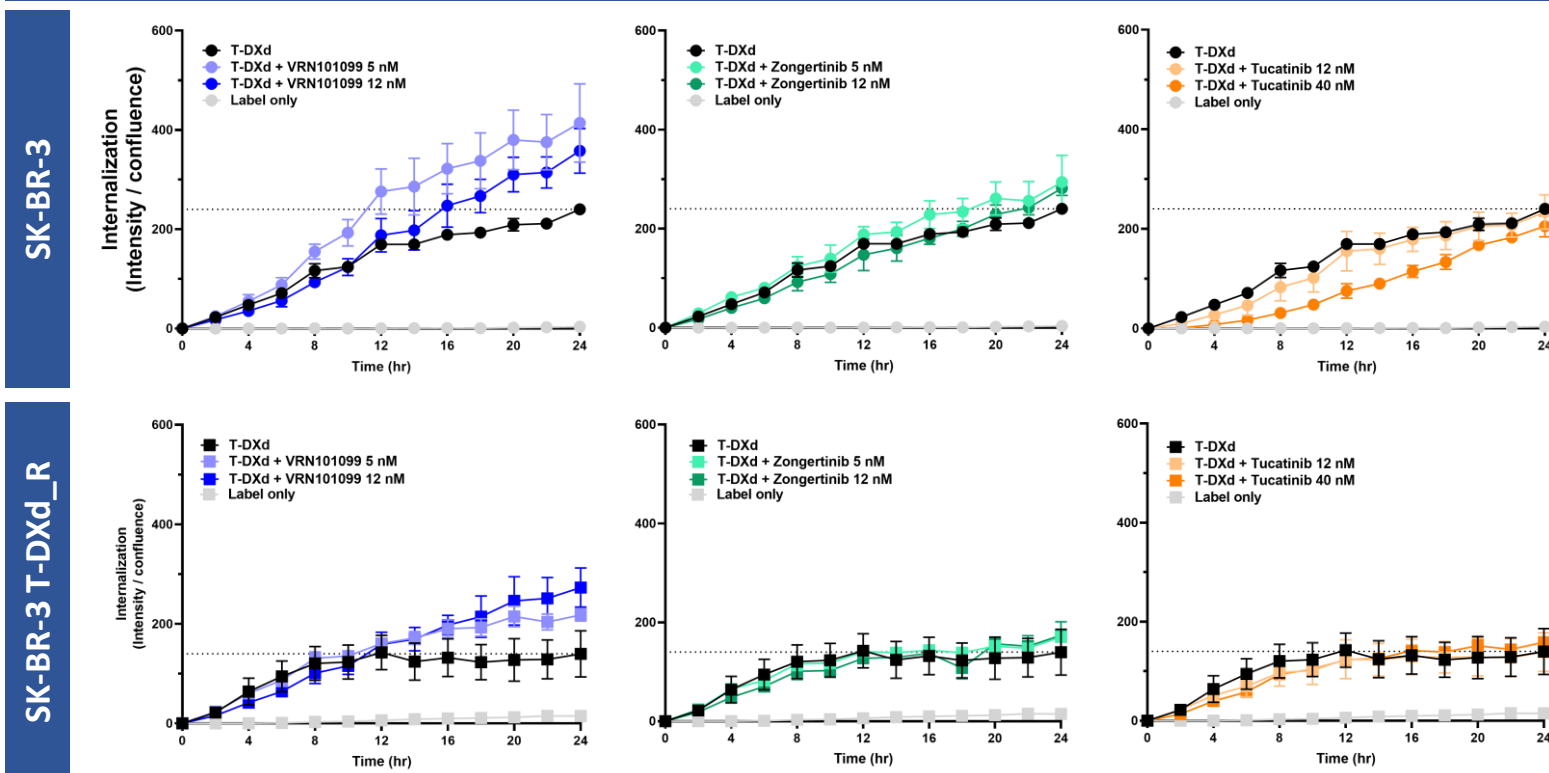 SK-BR-3
Internalization
(Intensity / confluence)
600
400
200
0
T-DXd
T-DXd + VRN101099 5 nM
T-DXd + VRN101099 12 nM
Label only
0 4 8 12 16 20 24
Time (hr)
600
400
200
0
T-DXd
T-DXd + Zongertinib 5 nM
T-DXd + Zongertinib 12 nM
Label only
0 4 8 12 16 20 24
Time (hr)
600
400
200
0
T-DXd
T-DXd + Tucatinib 12 nM
T-DXd + Tucatinib 40 nM
Label only
0 4 8 12 16 20 24
Time (hr)
SK-BR-3 T-DXd_R
Internalization
(Intensity / confluence)
600
400
200
0
T-DXd
T-DXd + VRN101099 5 nM
T-DXd + VRN101099 12 nM
Label only
0 4 8 12 16 20 24
Time (hr)
600
400
200
0
T-DXd
T-DXd + Zongertinib 5 nM
T-DXd + Zongertinib 12 nM
Label only
0 4 8 12 16 20 24
Time (hr)
600
400
200
0
T-DXd
T-DXd + Tucatinib 12 nM
T-DXd + Tucatinib 40 nM
Label only
0 4 8 12 16 20 24
Time (hr)